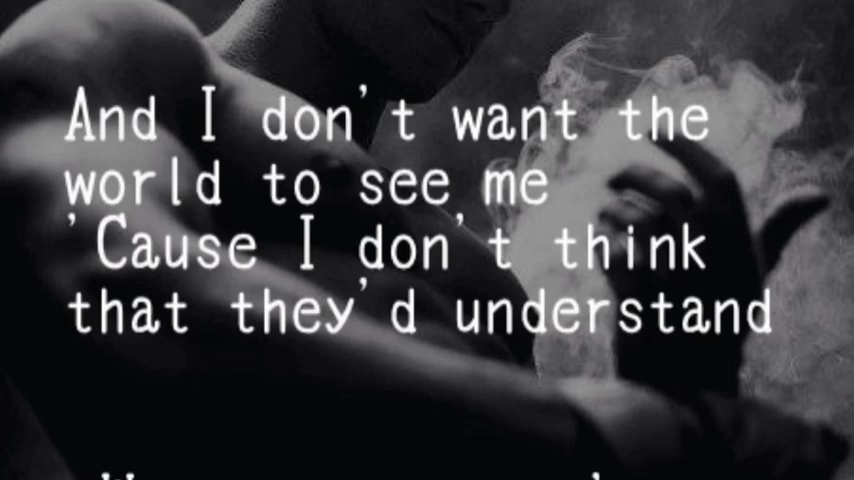 And I don't want the
world to see me
'Cause I don't think
that they'd understand